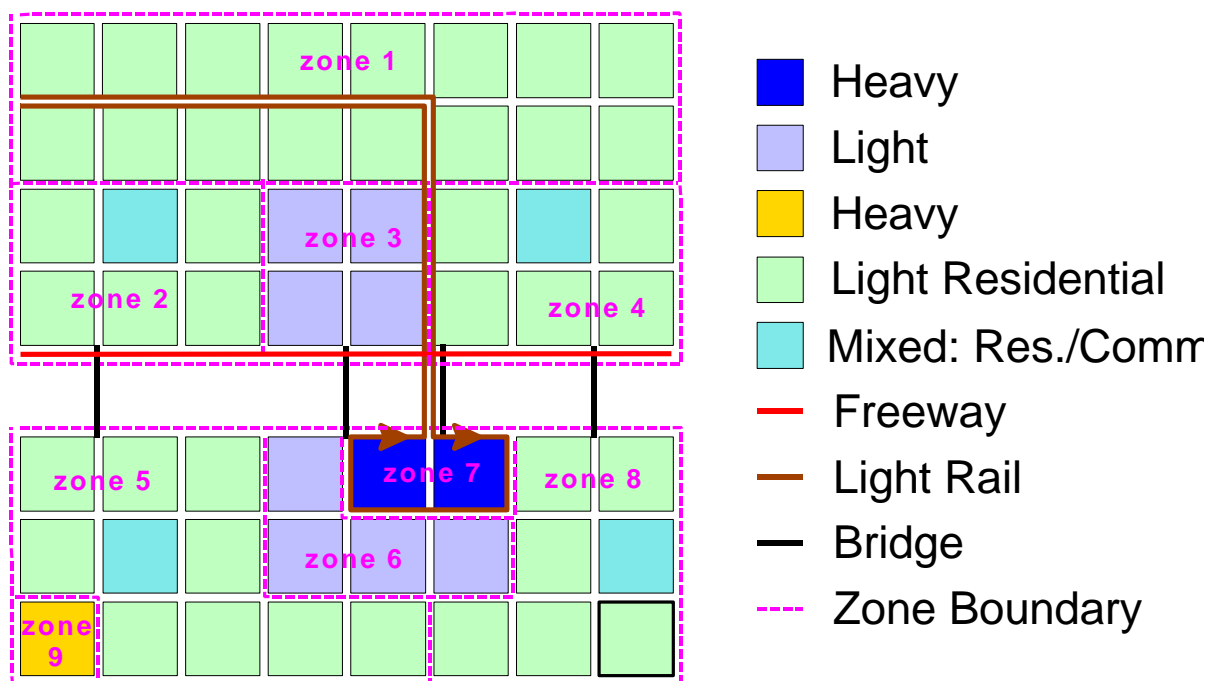 zone 1
zone 3
zone 2
zone 4
zone 5
zone 7
zone 8
zone 6
zone
9
Heavy
Light
Heavy
Light Residential
Mixed: Res./Comm
Freeway
Light Rail
Bridge
Zone Boundary